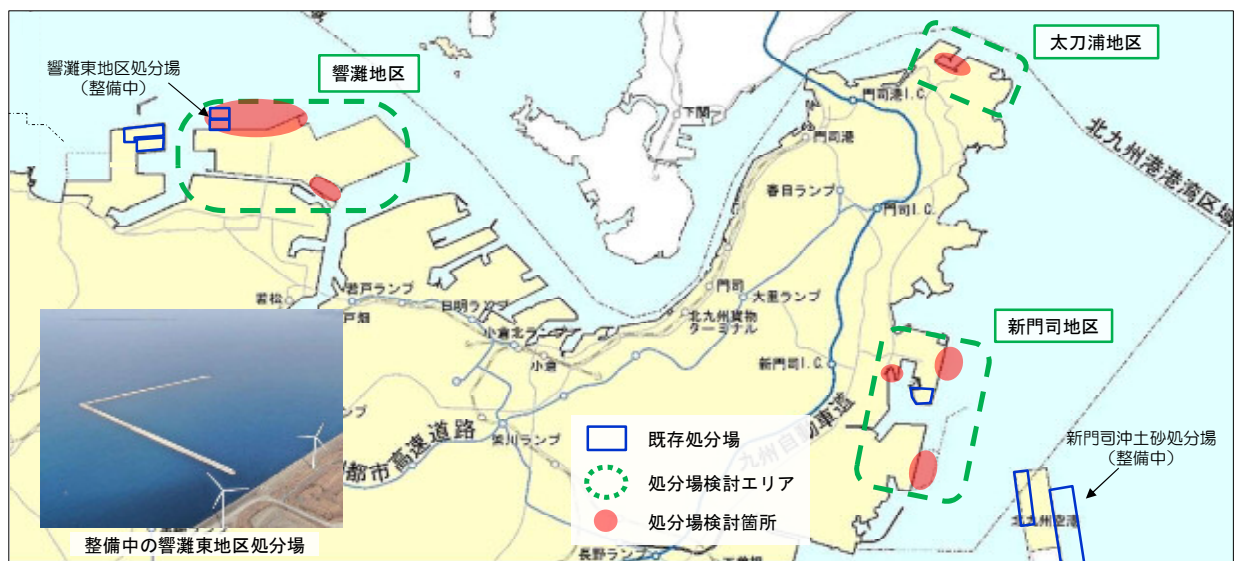 響灘東地区処分場
（整備中）
響灘地区
太刀浦地区
門司港I.C.
下関
門司港
北九州港港湾区域
春日ランプ
門司I.C.
門司
大里ランプ
北九州貨物
ターミナル
若松
若戸ランプ
戸畑
日明ランプ
小倉北ランプ
小倉
新門司I.C.
新門司地区
九州自動車道
都市高速道路
新門司沖土砂処分場
（整備中）
北九州空港
既存処分場
処分場検討エリア
処分場検討箇所
長野ランプ
整備中の響灘東地区処分場